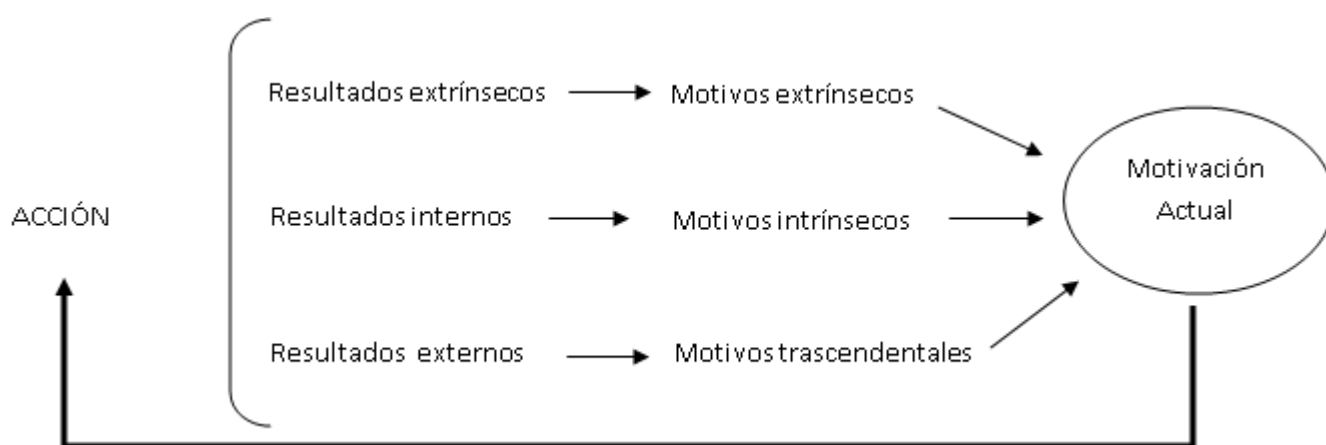 Resultados extrínsecos
Motivos extrínsecos
Motivación
Actual
ACCIÓN
Resultados internos
Motivos intrínsecos
Resultados externos
Motivos trascendentales